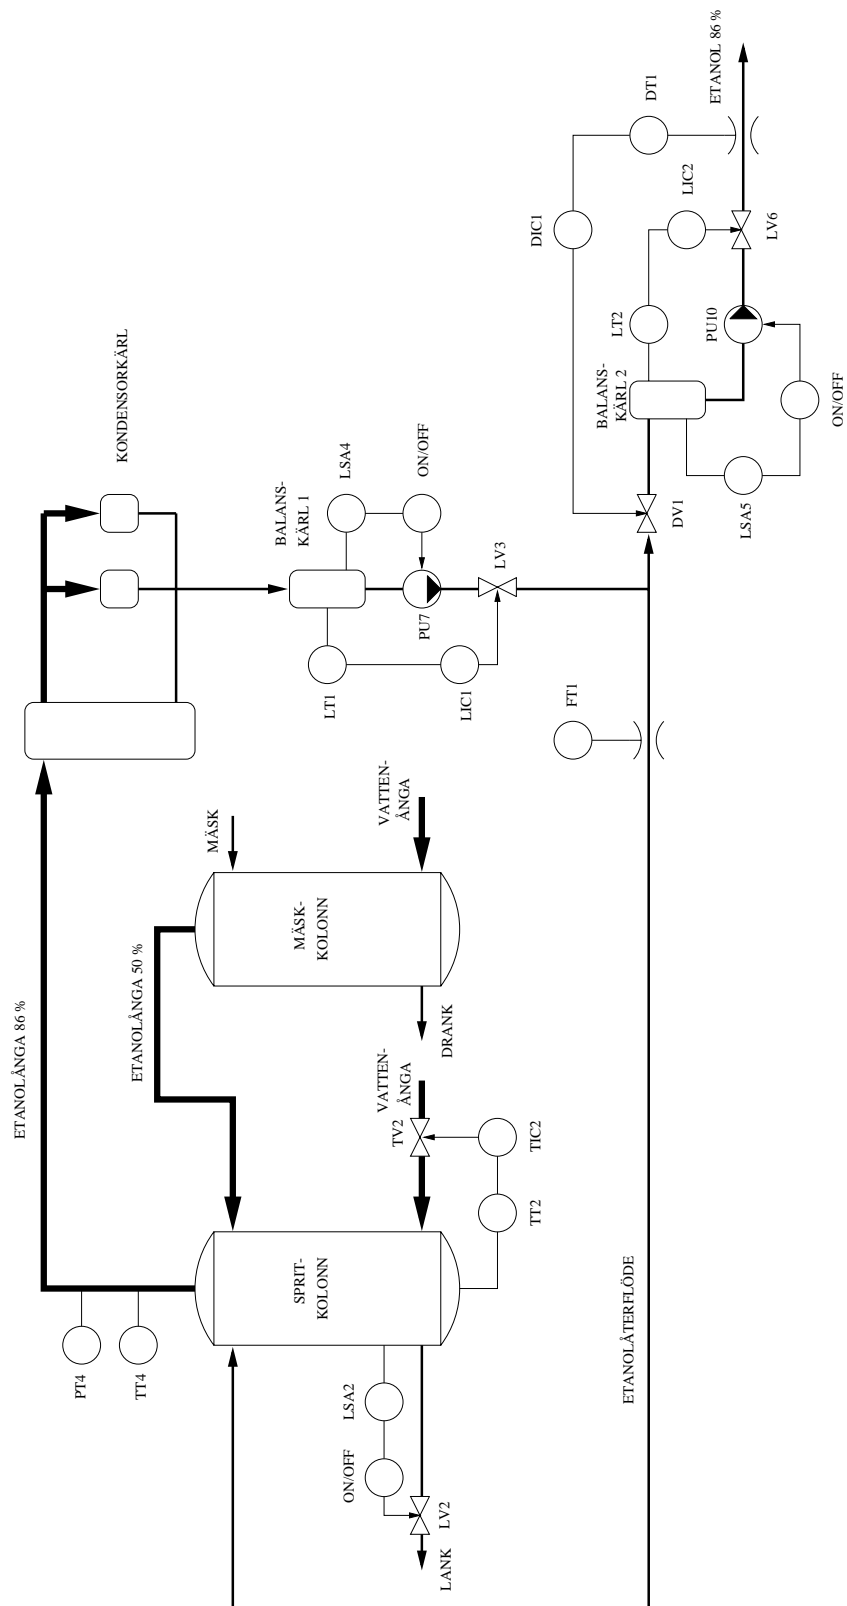 ETANOLÅNGA 86 %
PT4
TT4
ETANOLÅNGA 50 %
MÄSK
KONDENSORKÄRL
SPRIT-
KOLONN
MÄSK-
KOLONN
ON/OFF
LSA2
LV2
LANK
VATTEN-
ÅNGA
TV2
TT2
TIC2
DRANK
VATTEN-
ÅNGA
BALANS-
KÄRL 1
LSA4
ON/OFF
LT1
LIC1
PU7
LV3
FT1
ETANOLÅTERFLÖDE
DIC1
DT1
LT2
LIC2
BALANS-
KÄRL 2
PU10
DV1
LSA5
ON/OFF
LV6
ETANOL 86 %